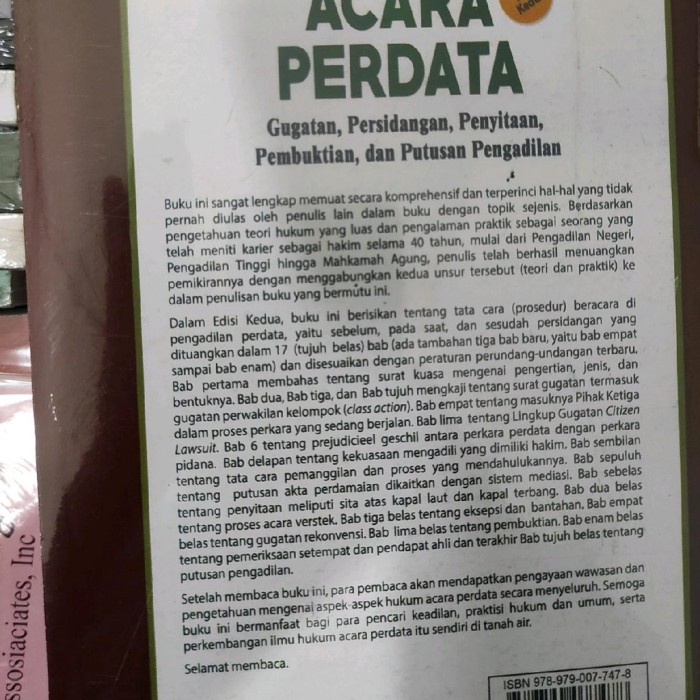 ACARA
Kedua
PERDATA
Gugatan, Persidangan, Penyitaan,
Pembuktian, dan Putusan Pengadilan
Buku ini sangat lengkap memuat secara komprehensif dan terperinci hal-hal yang tidak
pernah diulas oleh penulis lain dalam buku dengan topik sejenis. Berdasarkan
pengetahuan teori hukum yang luas dan pengalaman praktik sebagai seorang yang
telah meniti karier sebagai hakim selama 40 tahun, mulai dari Pengadilan Negeri,
Pengadilan Tinggi hingga Mahkamah Agung, penulis telah berhasil menuangkan
pemikirannya dengan menggabungkan kedua unsur tersebut (teori dan praktik) ke
dalam penulisan buku yang bermutu ini.
Dalam Edisi Kedua, buku ini berisikan tentang tata cara (prosedur) beracara di
pengadilan perdata, yaitu sebelum, pada saat, dan sesudah persidangan yang
dituangkan dalam 17 (tujuh belas) bab (ada tambahan tiga bab baru, yaitu bab empat
sampai bab enam) dan disesuaikan dengan peraturan perundang-undangan terbaru.
Bab pertama membahas tentang surat kuasa mengenai pengertian, jenis, dan
bentuknya. Bab dua, Bab tiga, dan Bab tujuh mengkaji tentang surat gugatan termasuk
gugatan perwakilan kelompok (class action). Bab empat tentang masuknya Pihak Ketiga
dalam proses perkara yang sedang berjalan. Bab lima tentang Lingkup Gugatan Citizen
Lawsuit. Bab 6 tentang prejudicieel geschil antara perkara perdata dengan perkara
pidana. Bab delapan tentang kekuasaan mengadili yang dimiliki hakim. Bab sembilan
tentang tata cara pemanggilan dan proses yang mendahulukannya. Bab sepuluh
tentang putusan akta perdamaian dikaitkan dengan sistem mediasi. Bab sebelas
tentang penyitaan meliputi sita atas kapal laut dan kapal terbang. Bab dua belas
tentang proses acara verstek. Bab tiga belas tentang eksepsi dan bantahan. Bab empat
belas tentang gugatan rekonvensi. Bab lima belas tentang pembuktian. Bab enam belas
tentang pemeriksaan setempat dan pendapat ahli dan terakhir Bab tujuh belas tentang
putusan pengadilan.
Setelah membaca buku ini, para pembaca akan mendapatkan pengayaan wawasan dan
pengetahuan mengenai aspek-aspek hukum acara perdata secara menyeluruh. Semoga
buku ini bermanfaat bagi para pencari keadilan, praktisi hukum dan umum, serta
perkembangan ilmu hukum acara perdata itu sendiri di tanah air.
Selamat membaca.
ISBN 978-979-007-747-8
ssosiaciates, Inc